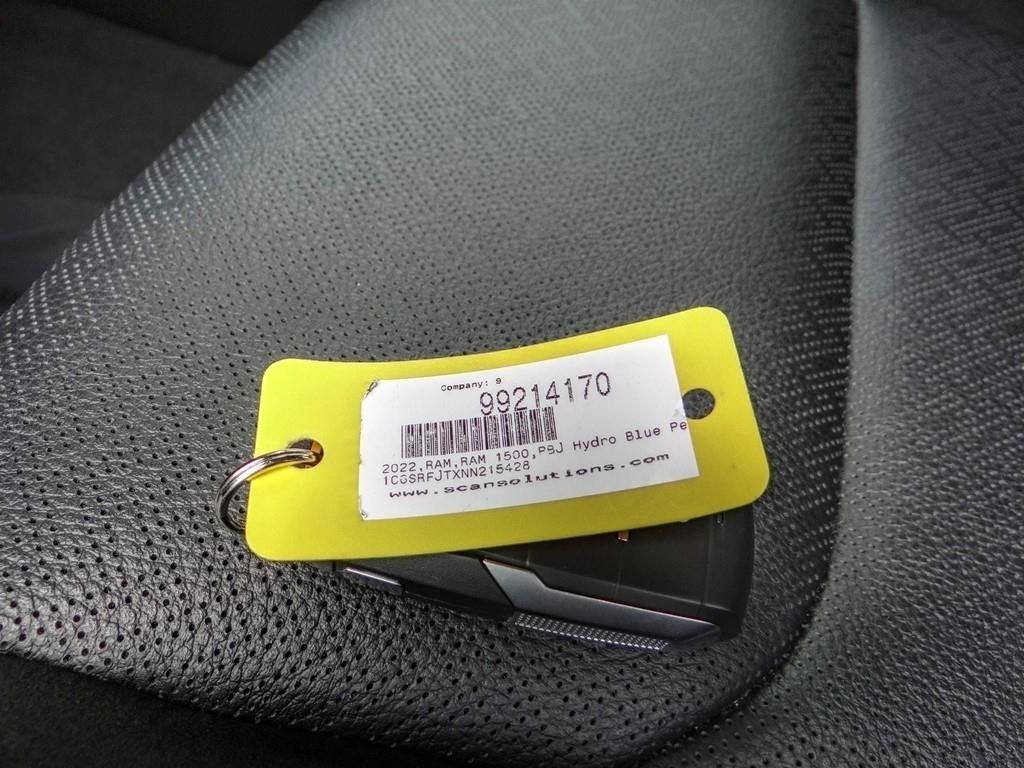 Company: 9
99214170
2022,RAM,RAM 1500,PBJ Hydro Blue Pe
1C6SRFJTXNN215428
www.scansolutions.com